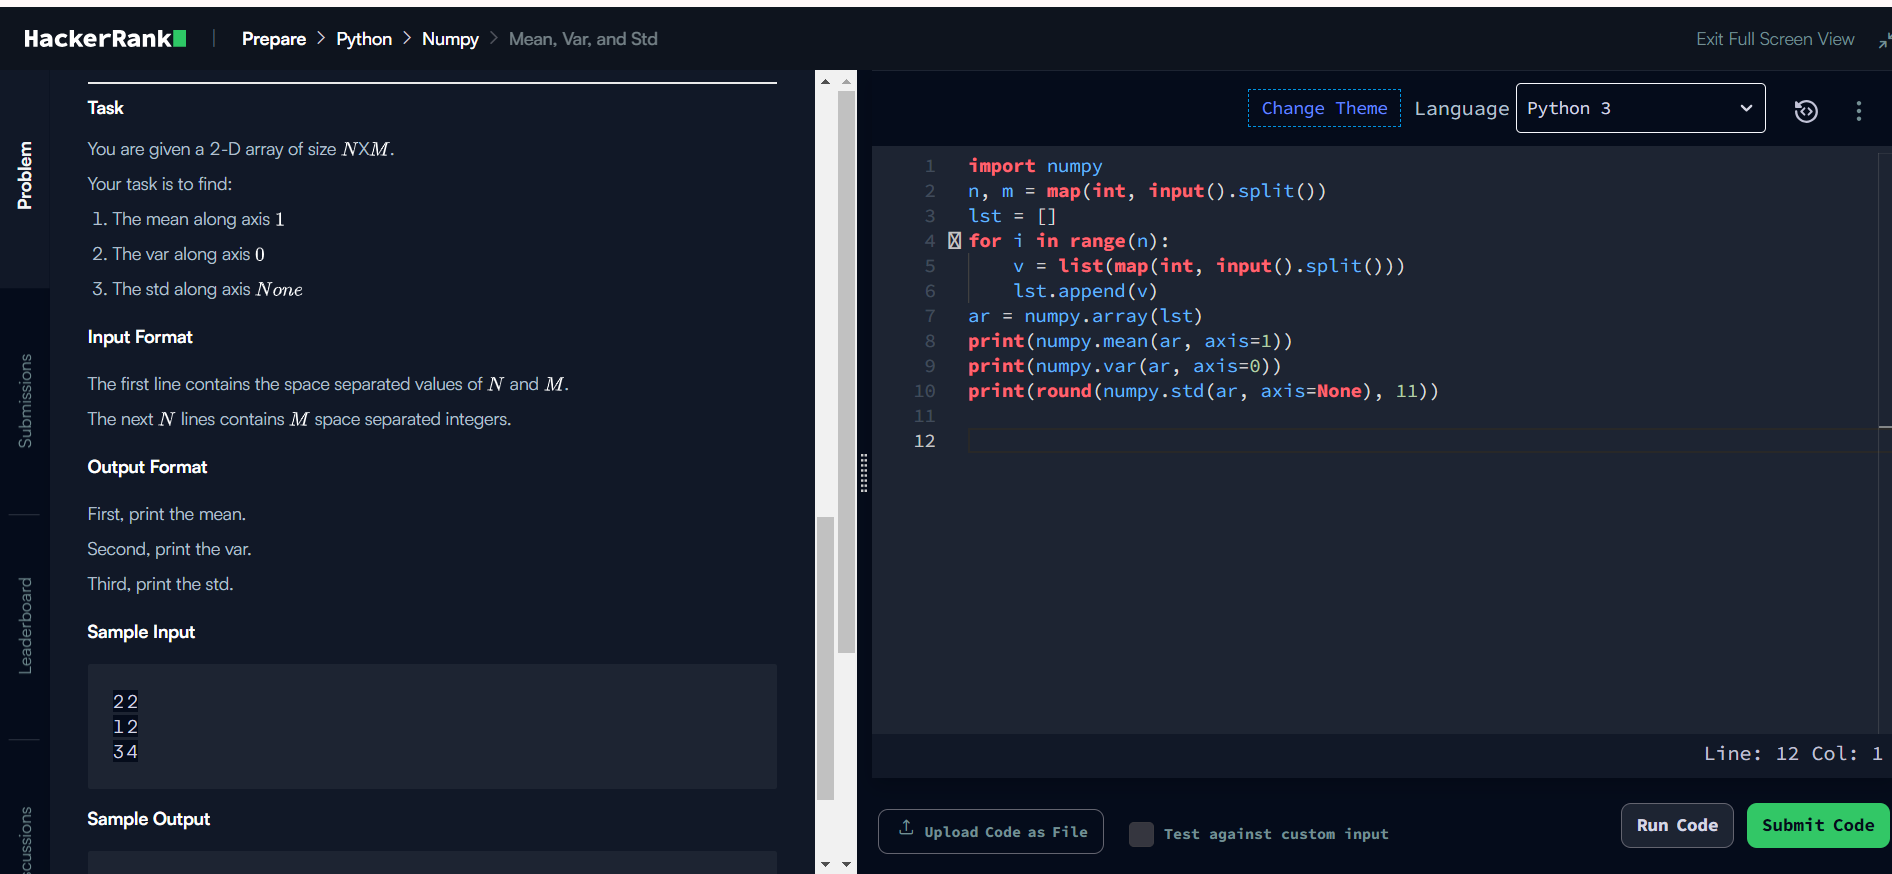 HackerRank
Prepare > Python > Numpy > Mean, Var, and Std
Exit Full Screen View
Problem
Submissions
Leaderboard
Task
You are given a 2-D array of size NXM.
Your task is to find:
1. The mean along axis 1
2. The var along axis 0
3. The std along axis None
Input Format
The first line contains the space separated values of N and M.
The next N lines contains M space separated integers.
Output Format
First, print the mean.
Second, print the var.
Third, print the std.
Sample Input
2 2
1 2
3 4
Sample Output
Change Theme
Language
Python 3
1 import numpy
2 n, m = map(int, input().split())
3 lst = []
4 for i in range(n):
5 v = list(map(int, input().split()))
6 lst.append(v)
7 ar = numpy.array(lst)
8 print(numpy.mean(ar, axis=1))
9 print(numpy.var(ar, axis=0))
10 print(round(numpy.std(ar, axis=None), 11))
11
12
Line: 12 Col: 1
Upload Code as File
Test against custom input
Run Code
Submit Code